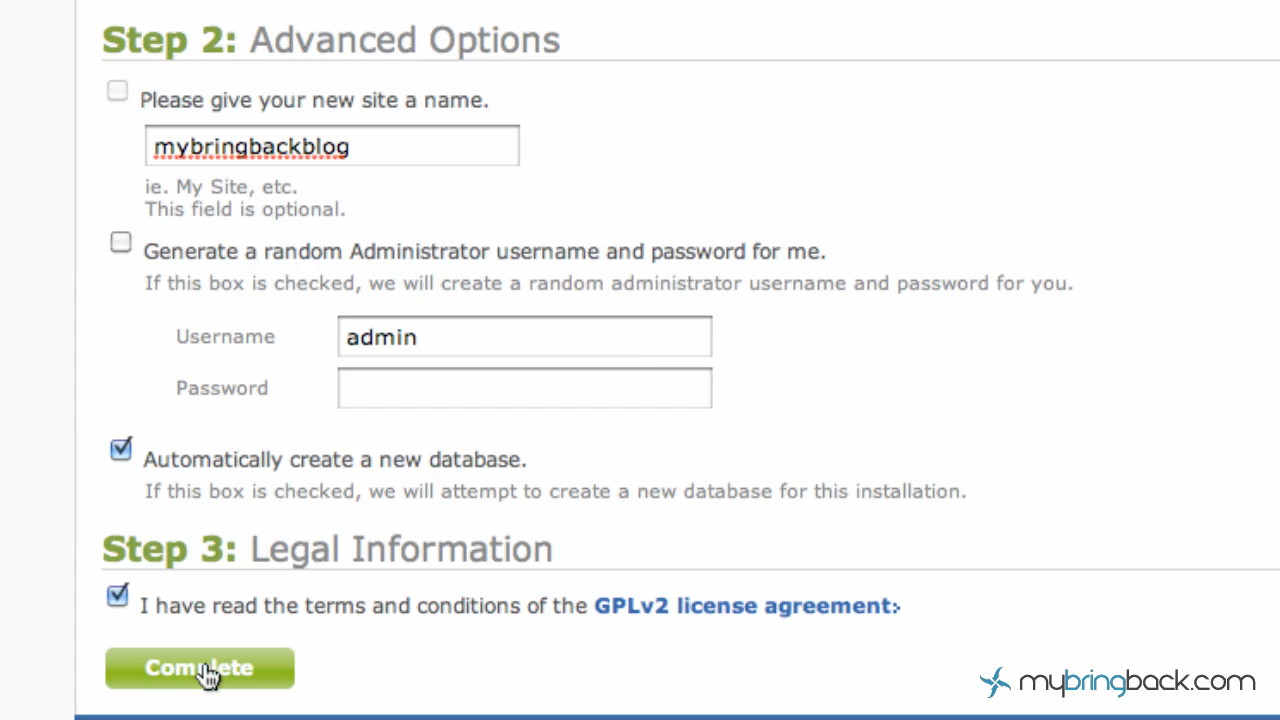 Step 2: Advanced Options
Please give your new site a name.
mybringbackblog
ie. My Site, etc.
This field is optional.
Generate a random Administrator username and password for me.
If this box is checked, we will create a random administrator username and password for you.
Username
admin
Password
Automatically create a new database.
If this box is checked, we will attempt to create a new database for this installation.
Step 3: Legal Information
I have read the terms and conditions of the GPLv2 license agreement:
Complete
mybringback.com